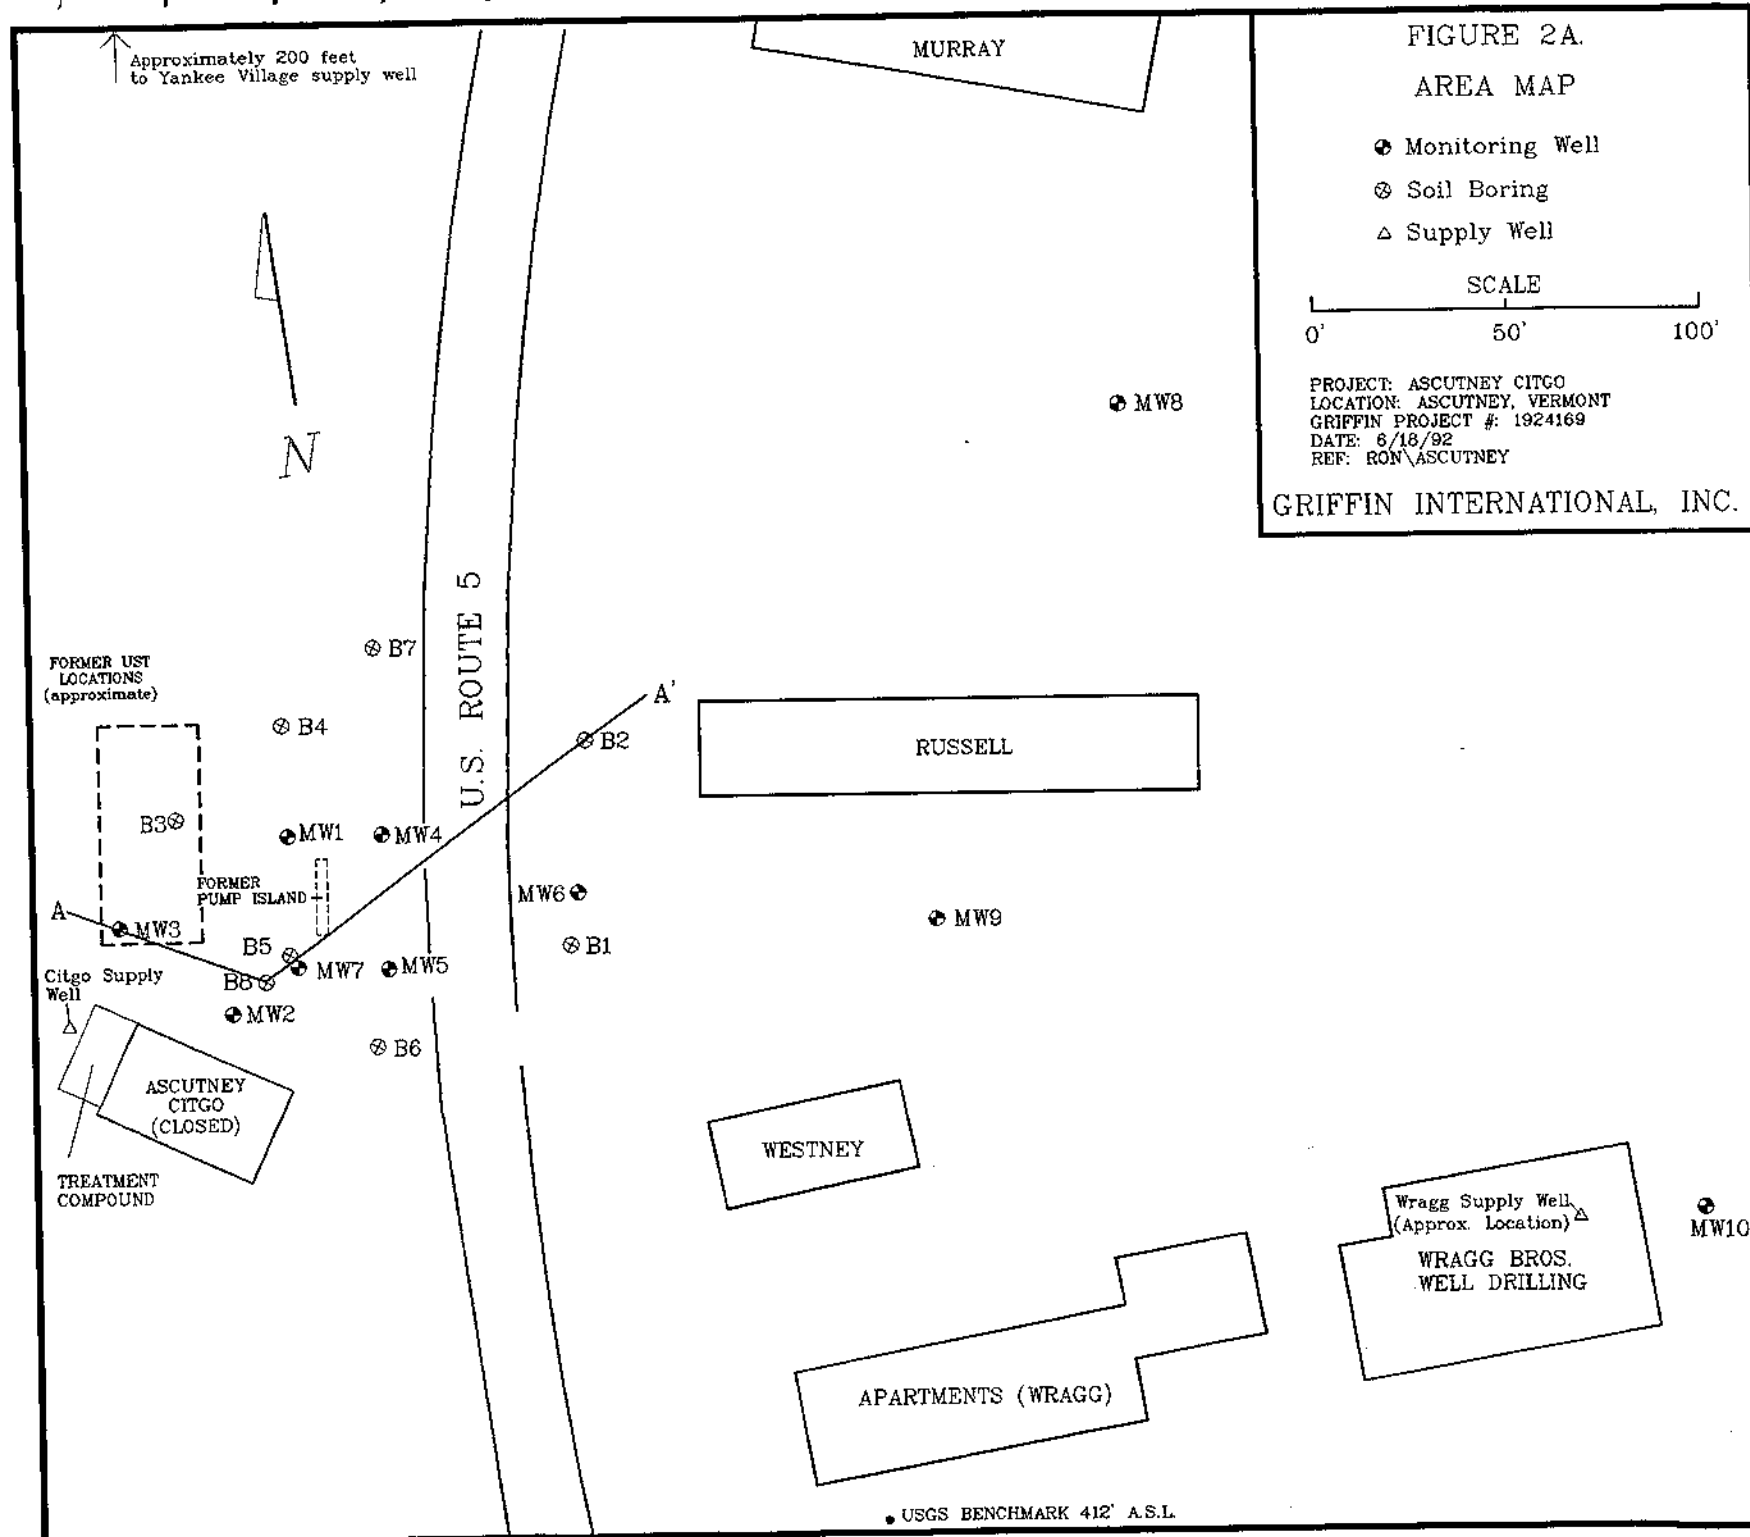 Approximately 200 feet
to Yankee Village supply well
MURRAY
FIGURE 2A.
AREA MAP
Monitoring Well
Soil Boring
Supply Well
SCALE
0' 50' 100'
PROJECT: ASCUTNEY CITGO
LOCATION: ASCUTNEY, VERMONT
GRIFFIN PROJECT #: 1924169
DATE: 6/18/92
REF: RON\ASCUTNEY
GRIFFIN INTERNATIONAL, INC.
N
MW8
U.S. ROUTE 5
B7
FORMER UST
LOCATIONS
(approximate)
A'
B4
B2
RUSSELL
B3
MW1
MW4
FORMER
PUMP ISLAND
MW6
A
MW3
MW9
B5
B1
MW7
MW5
B8
Citgo Supply
Well
MW2
B6
ASCUTNEY
CITGO
(CLOSED)
WESTNEY
TREATMENT
COMPOUND
Wragg Supply Well
(Approx. Location)
MW10
WRAGG BROS.
WELL DRILLING
APARTMENTS (WRAGG)
USGS BENCHMARK 412' A.S.L.